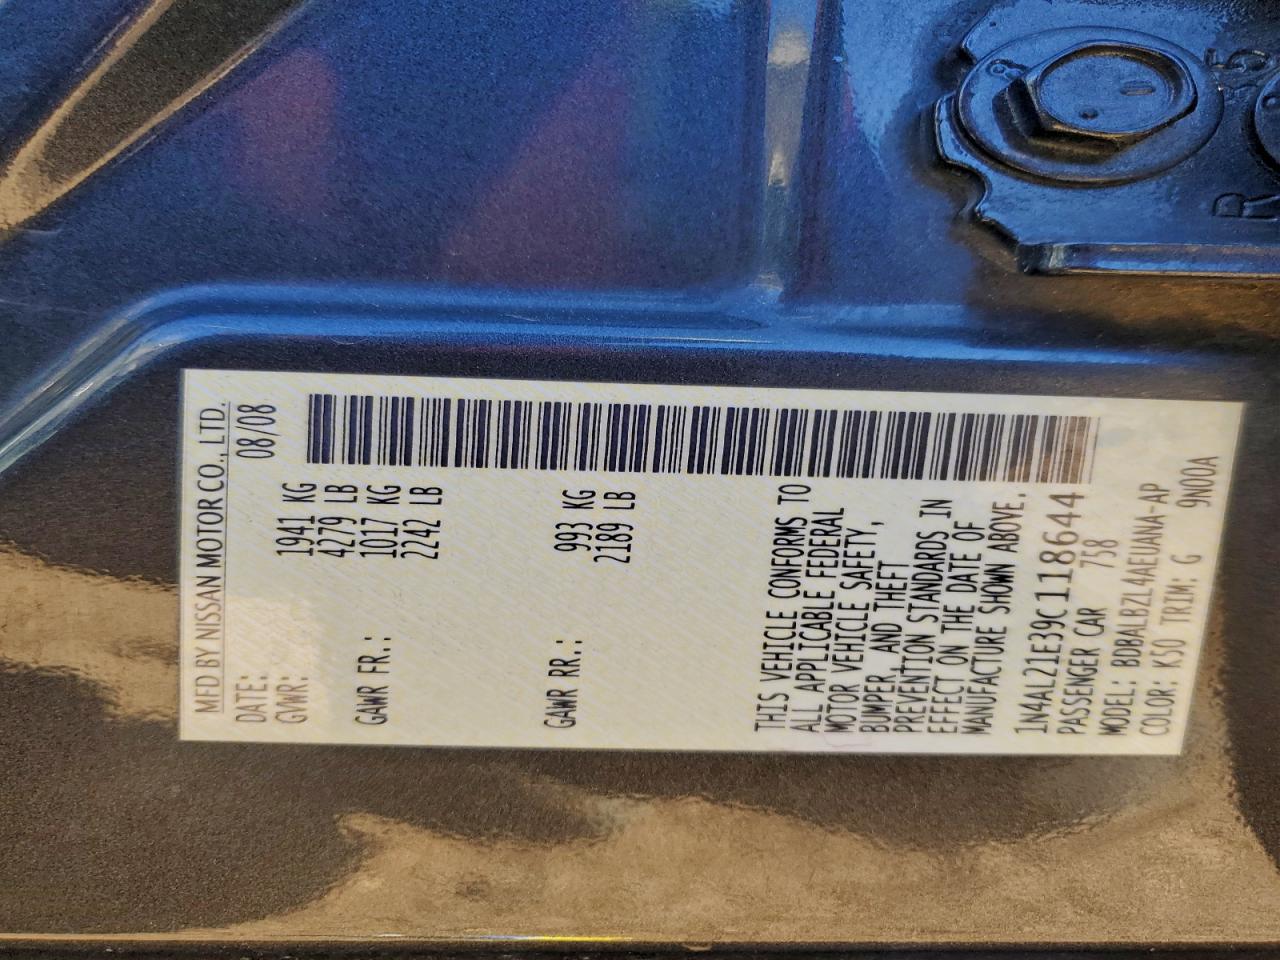 MFD BY NISSAN MOTOR CO., LTD.
DATE: 08/08
GVWR: 1941 KG
4279 LB
GAWR FR.: 1017 KG
2242 LB
GAWR RR.: 993 KG
2189 LB
THIS VEHICLE CONFORMS TO
ALL APPLICABLE FEDERAL
MOTOR VEHICLE SAFETY,
BUMPER, AND THEFT
PREVENTION STANDARDS IN
EFFECT ON THE DATE OF
MANUFACTURE SHOWN ABOVE.
1N4AL21E39C118644
PASSENGER CAR 758
MODEL: BDBALBZL4AEUANA-AP
COLOR: K50 TRIM: G 9N00A